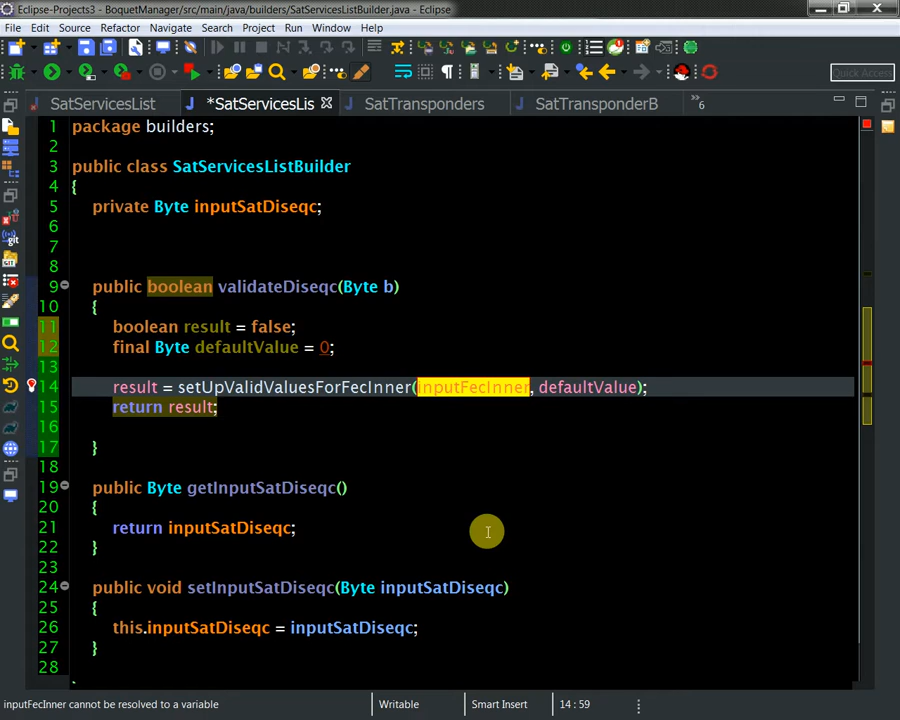 Eclipse-Projects3 - BoquetManager/src/main/java/builders/SatServicesListBuilder.java - Eclipse
File Edit Source Refactor Navigate Search Project Run Window Help
Quick Access
SatServicesList *SatServicesLis SatTransponders SatTransponderB »6
1 package builders;
2
3 public class SatServicesListBuilder
4 {
5 private Byte inputSatDiseqc;
6
7
8
9 public boolean validateDiseqc(Byte b)
10 {
11 boolean result = false;
12 final Byte defaultValue = 0;
13
14 result = setUpValidValuesForFecInner(inputFecInner, defaultValue);
15 return result;
16
17 }
18
19 public Byte getInputSatDiseqc()
20 {
21 return inputSatDiseqc;
22 }
23
24 public void setInputSatDiseqc(Byte inputSatDiseqc)
25 {
26 this.inputSatDiseqc = inputSatDiseqc;
27 }
28
inputFecInner cannot be resolved to a variable Writable Smart Insert 14 : 59